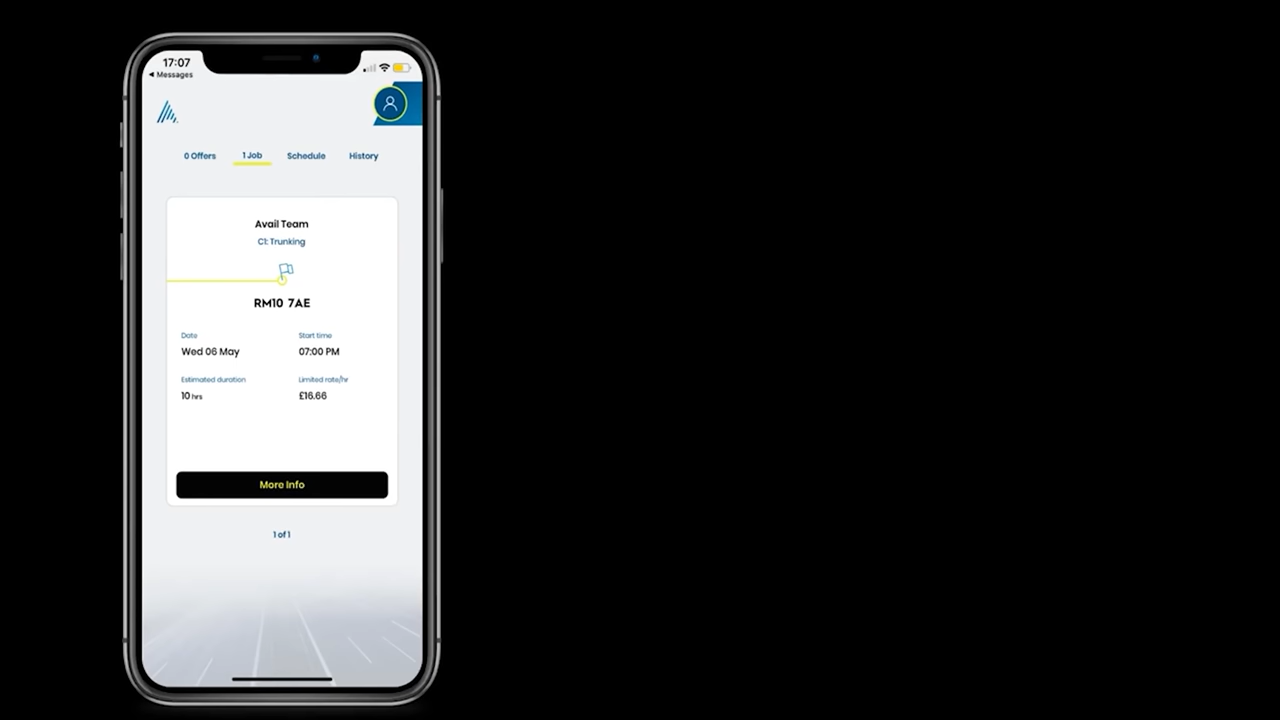 17:07
◀ Messages
0 Offers 1 Job Schedule History
Avail Team
C1: Trunking
RM10 7AE
Date Start time
Wed 06 May 07:00 PM
Estimated duration Limited rate/hr
10 hrs £16.66
More Info
1 of 1